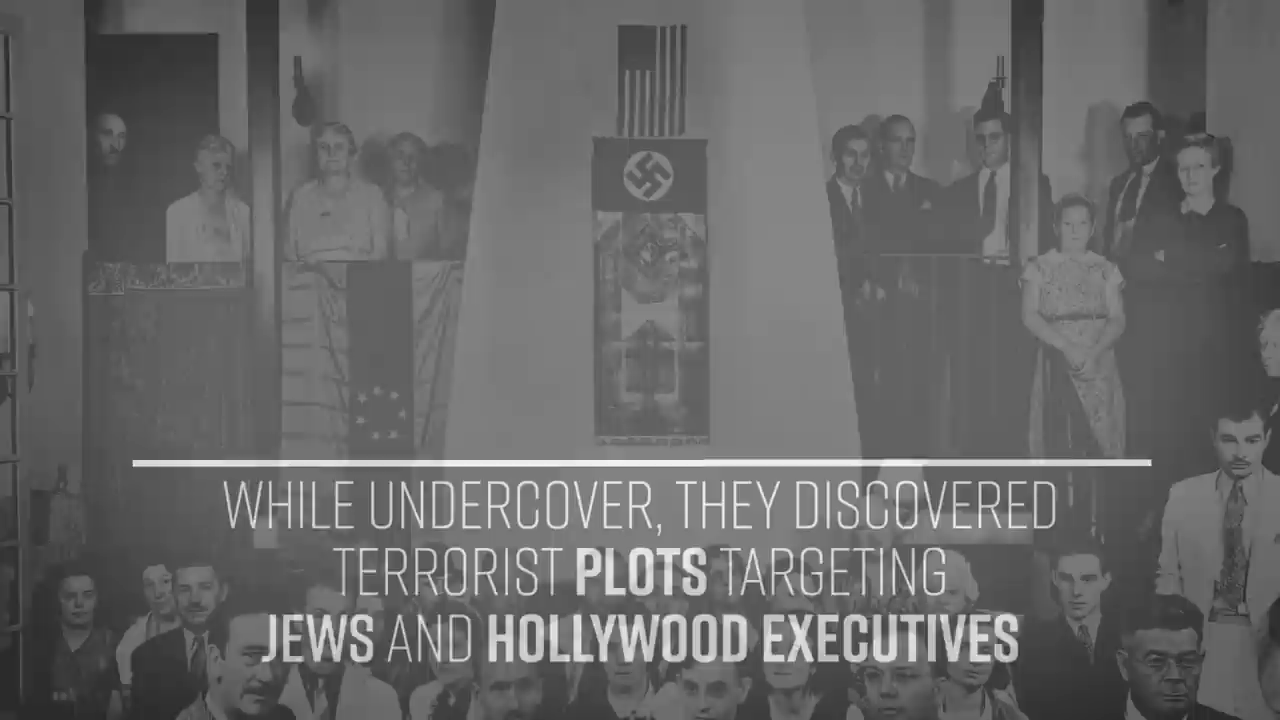 WHILE UNDERCOVER, THEY DISCOVERED
TERRORIST PLOTS TARGETING
JEWS AND HOLLYWOOD EXECUTIVES